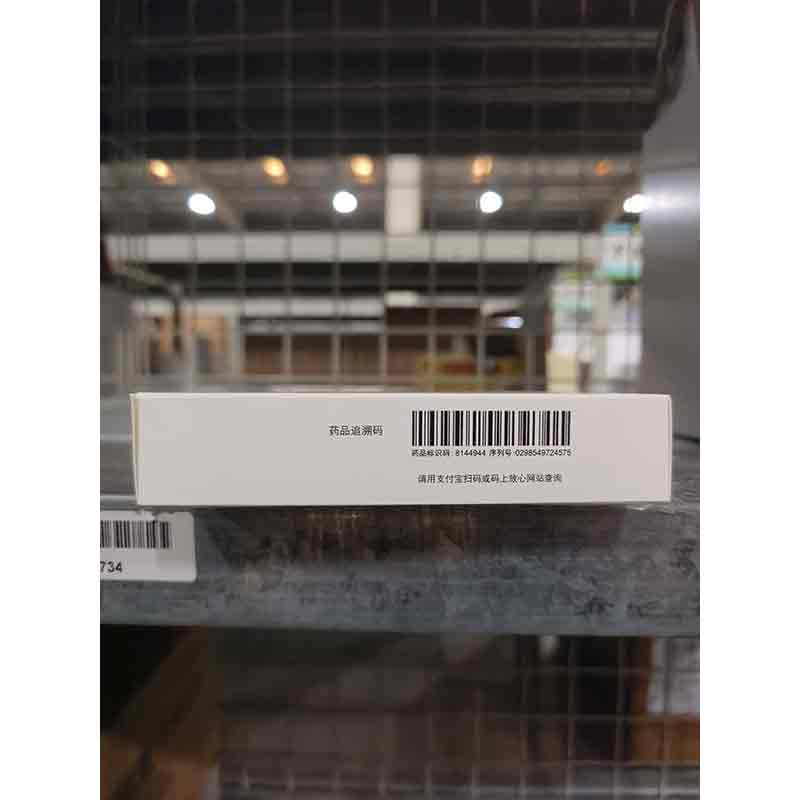 药品追溯码
药品标识码：8144944 序列号:0298549724575
请用支付宝扫码或码上放心网站查询
734